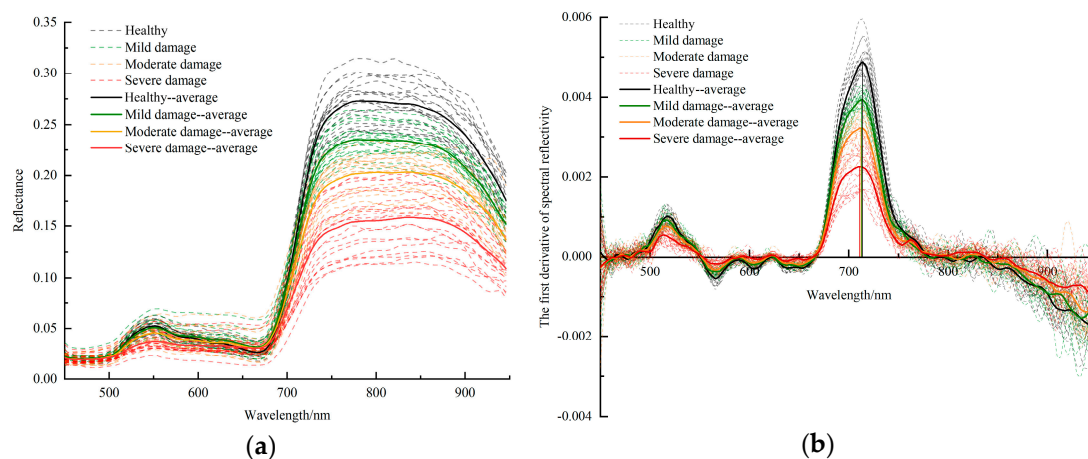 0.35
0.30
0.25
0.20
0.15
0.10
0.05
0.00
Reflectance
Healthy
Mild damage
Moderate damage
Severe damage
Healthy--average
Mild damage--average
Moderate damage--average
Severe damage--average
500 600 700 800 900
Wavelength/nm
(a)
0.006
0.004
0.002
0.000
-0.002
-0.004
The first derivative of spectral reflectivity
Healthy
Mild damage
Moderate damage
Severe damage
Healthy--average
Mild damage--average
Moderate damage--average
Severe damage--average
500 600 700 800 900
Wavelength/nm
(b)